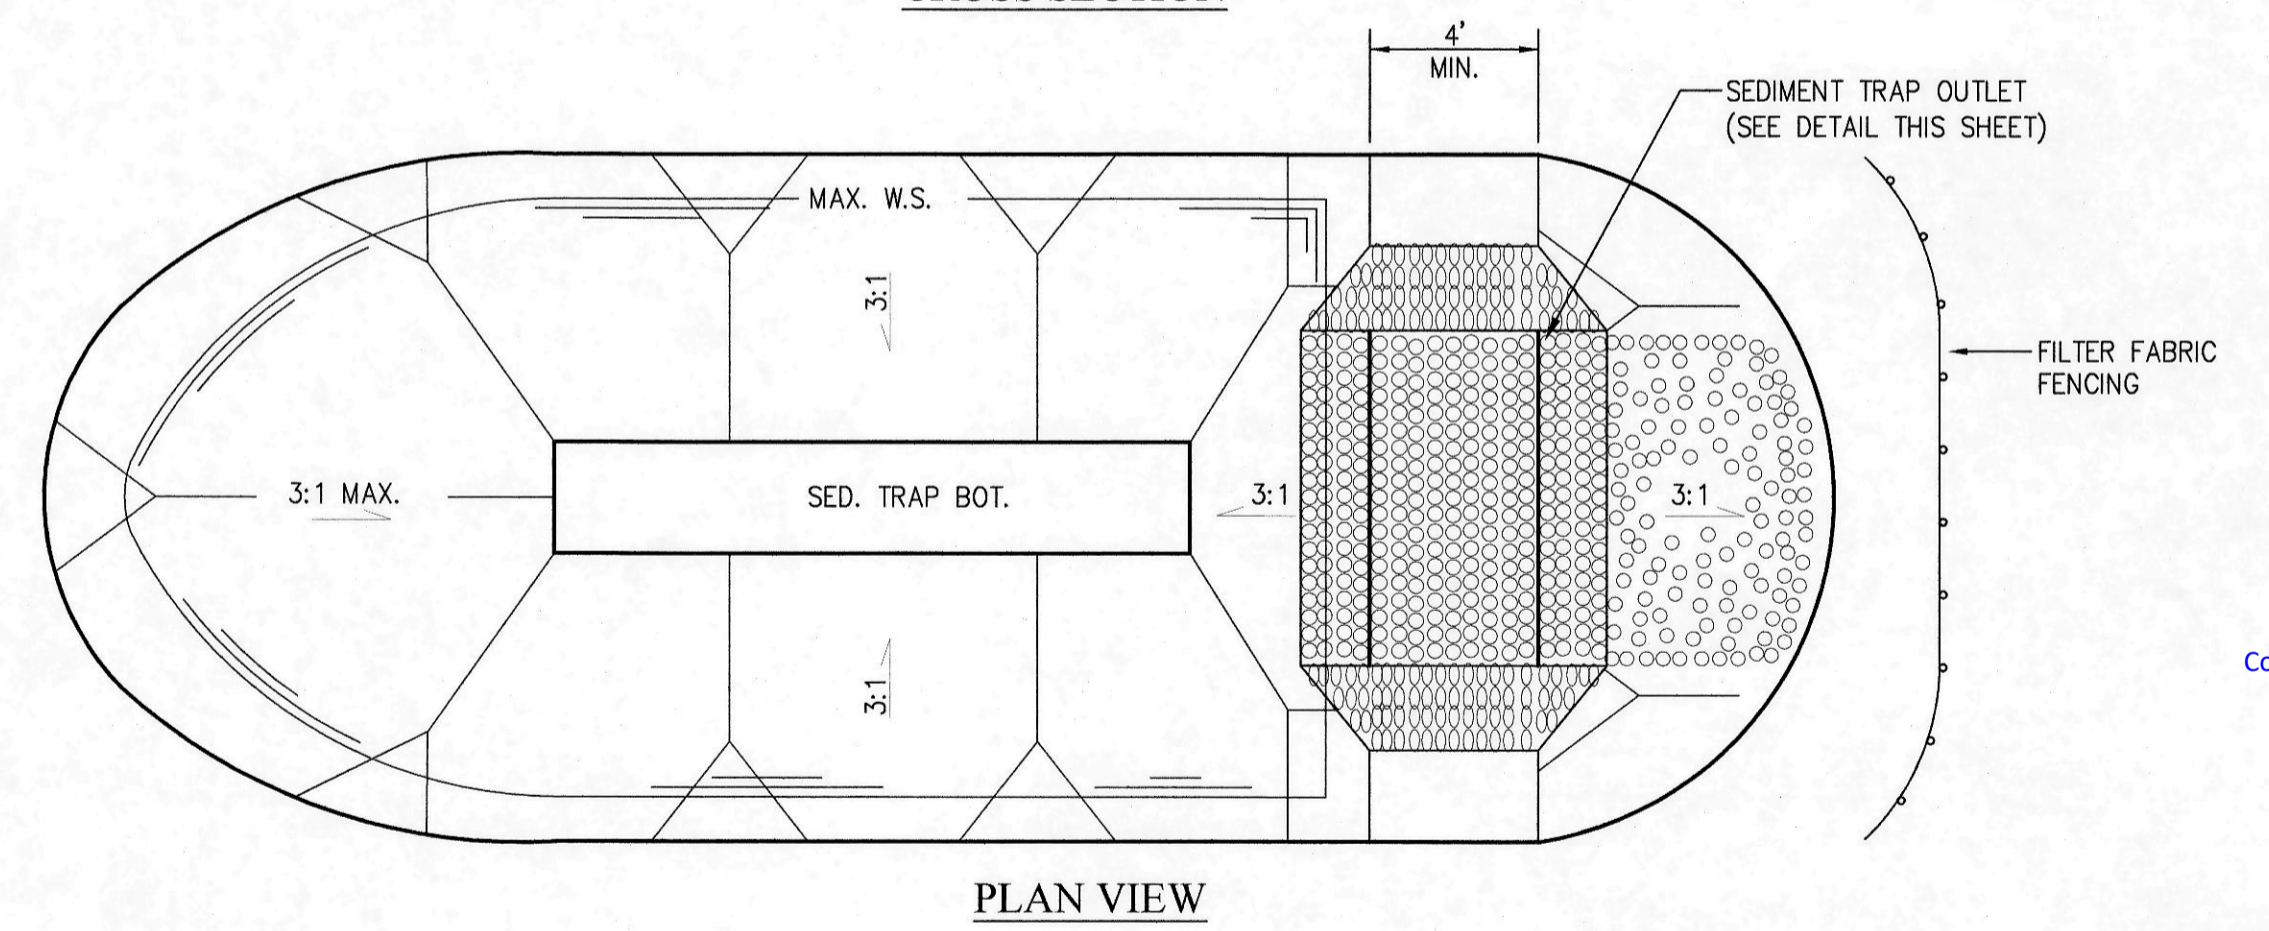 4'
MIN.
SEDIMENT TRAP OUTLET
(SEE DETAIL THIS SHEET)
MAX. W.S.
3:1
FILTER FABRIC
FENCING
3:1 MAX.
SED. TRAP BOT.
3:1
3:1
3:1
PLAN VIEW